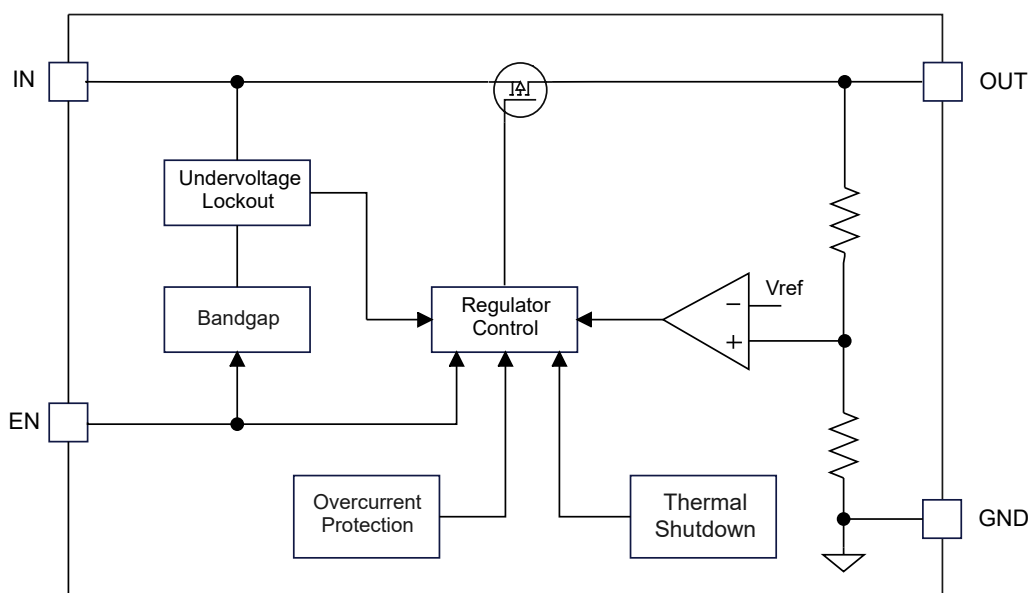 IN
OUT
Undervoltage
Lockout
Bandgap
Regulator
Control
Vref
−
+
EN
Overcurrent
Protection
Thermal
Shutdown
GND